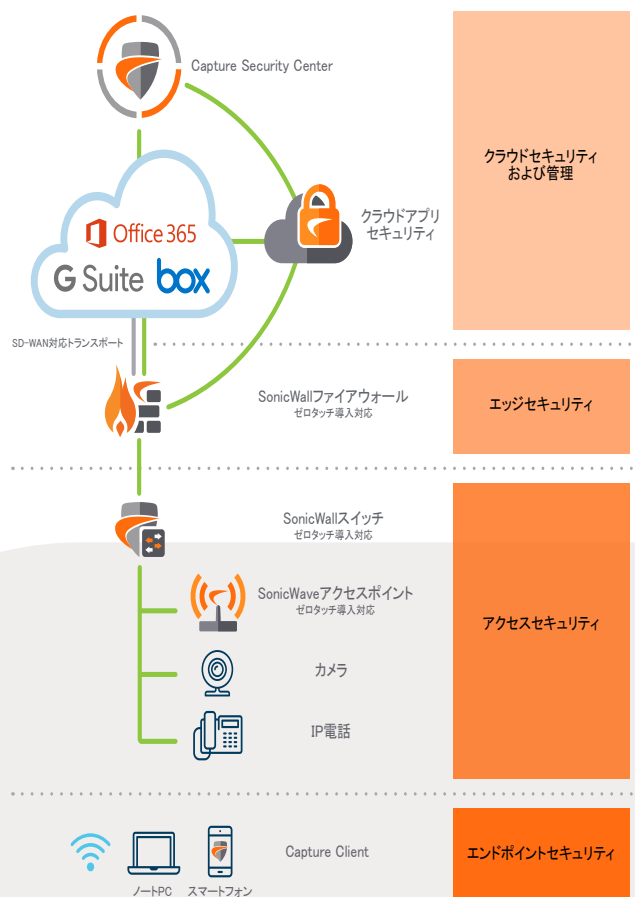 Capture Security Center
クラウドセキュリティ
および管理
クラウドアプリ
セキュリティ
Office 365
G Suite box
SD-WAN対応トランスポート
SonicWallファイアウォール
ゼロタッチ導入対応
エッジセキュリティ
SonicWallスイッチ
ゼロタッチ導入対応
SonicWaveアクセスポイント
ゼロタッチ導入対応
アクセスセキュリティ
カメラ
IP電話
Capture Client
エンドポイントセキュリティ
ノートPC
スマートフォン